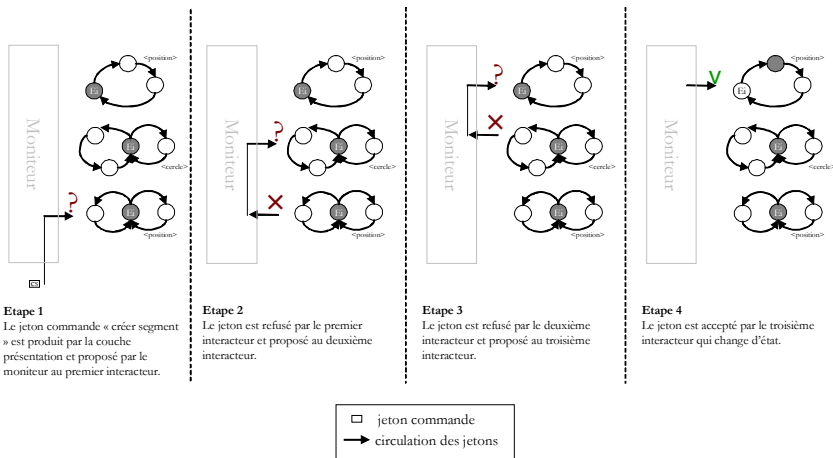 <position>
<position>
<position>
<position>
?
?
?
V
Ei
Ei
Ei
Ei
×
Moniteur
Moniteur
Moniteur
Moniteur
Ei
Ei
Ei
Ei
<cercle>
<cercle>
<cercle>
<cercle>
?
×
Ei
Ei
Ei
Ei
<position>
<position>
<position>
<position>
cs
Etape 1
Le jeton commande « créer segment
» est produit par la couche
présentation et proposé par le
moniteur au premier interacteur.
Etape 2
Le jeton est refusé par le premier
interacteur et proposé au deuxième
interacteur.
Etape 3
Le jeton est refusé par le deuxième
interacteur et proposé au troisième
interacteur.
Etape 4
Le jeton est accepté par le troisième
interacteur qui change d'état.
jeton commande
circulation des jetons